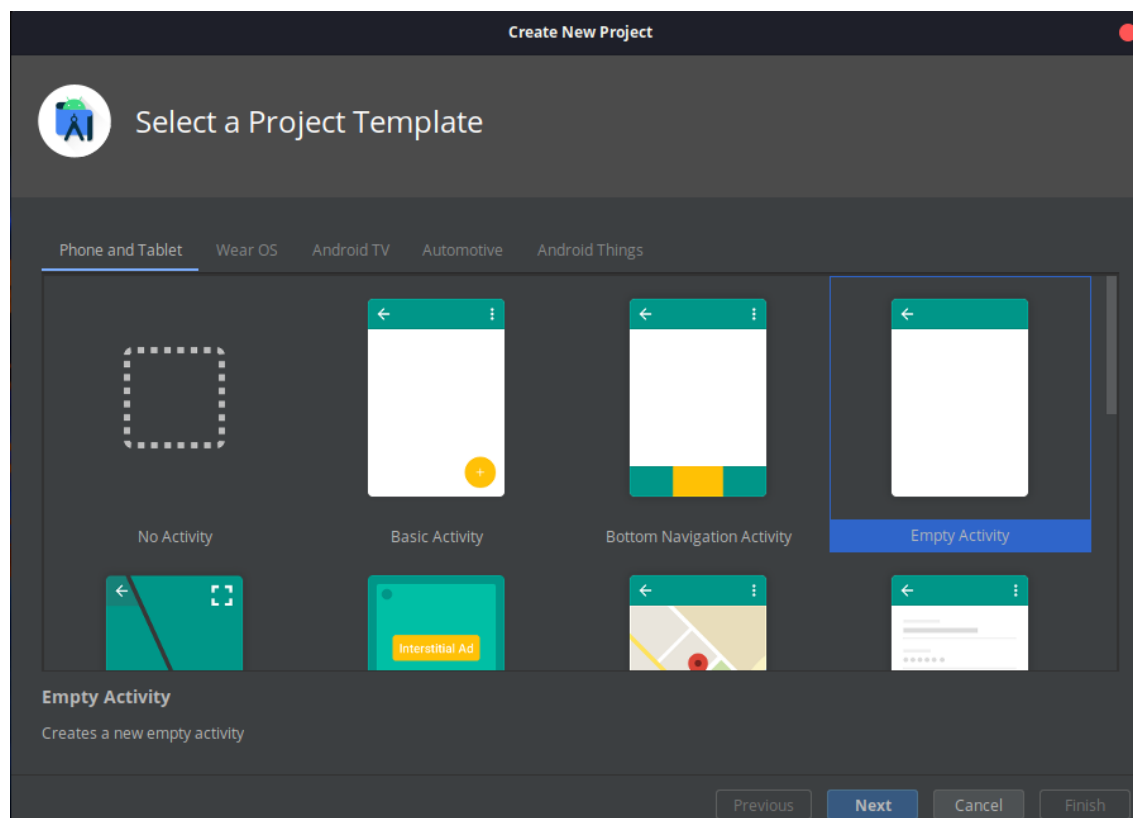 Create New Project
Select a Project Template
Phone and Tablet Wear OS Android TV Automotive Android Things
No Activity Basic Activity Bottom Navigation Activity Empty Activity
Interstitial Ad
Empty Activity
Creates a new empty activity
Previous Next Cancel Finish